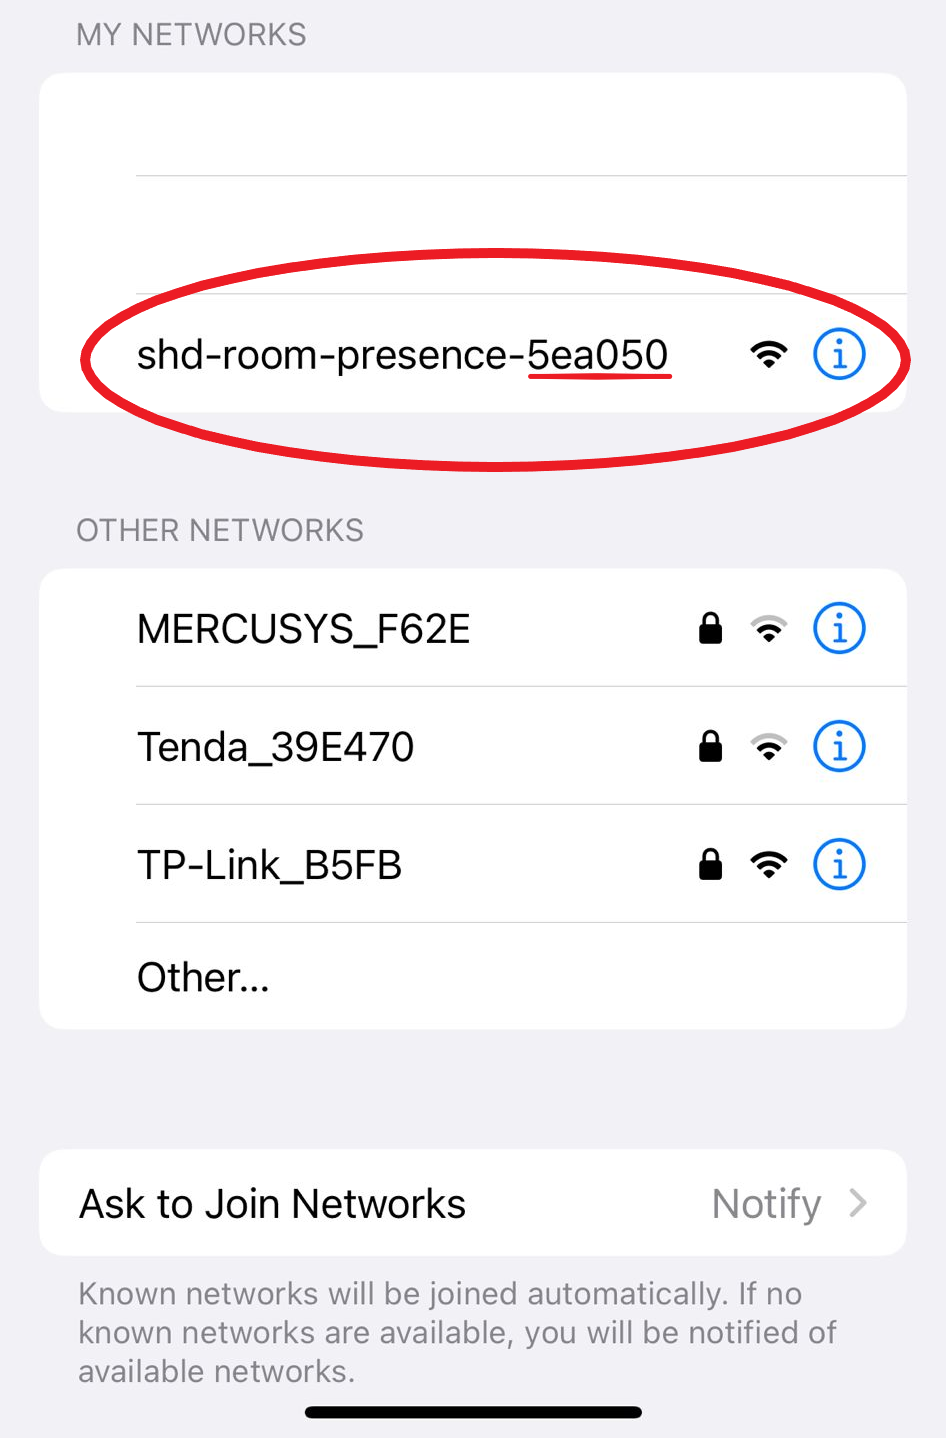 MY NETWORKS
shd-room-presence-5ea050
OTHER NETWORKS
MERCUSYS_F62E
Tenda_39E470
TP-Link_B5FB
Other...
Ask to Join Networks Notify
Known networks will be joined automatically. If no
known networks are available, you will be notified of
available networks.